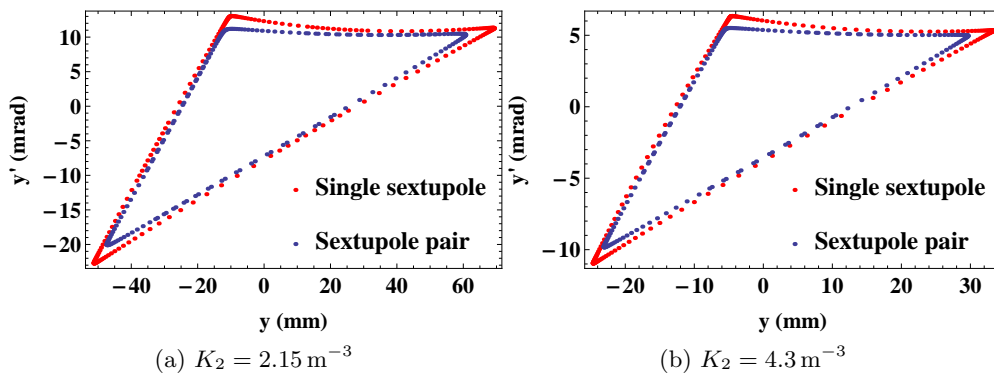 10
5
0
−5
−10
−15
−20
y' (mrad)
Single sextupole
Sextupole pair
−40
−20
0
20
40
60
y (mm)
(a) K₂ = 2.15 m⁻³
5
0
−5
−10
y' (mrad)
Single sextupole
Sextupole pair
−20
−10
0
10
20
30
y (mm)
(b) K₂ = 4.3 m⁻³